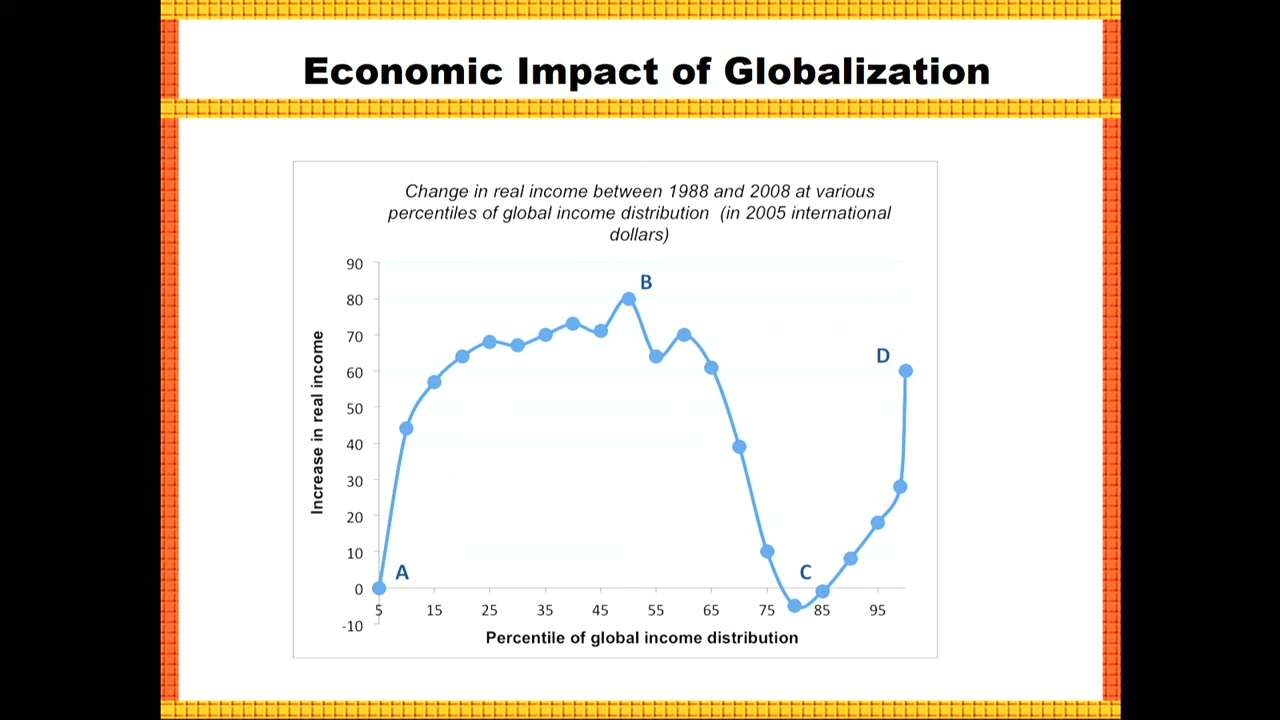 Economic Impact of Globalization
Change in real income between 1988 and 2008 at various
percentiles of global income distribution (in 2005 international
dollars)
Increase in real income
90
80
70
60
50
40
30
20
10
0
-10
A
B
C
D
5 15 25 35 45 55 65 75 85 95
Percentile of global income distribution